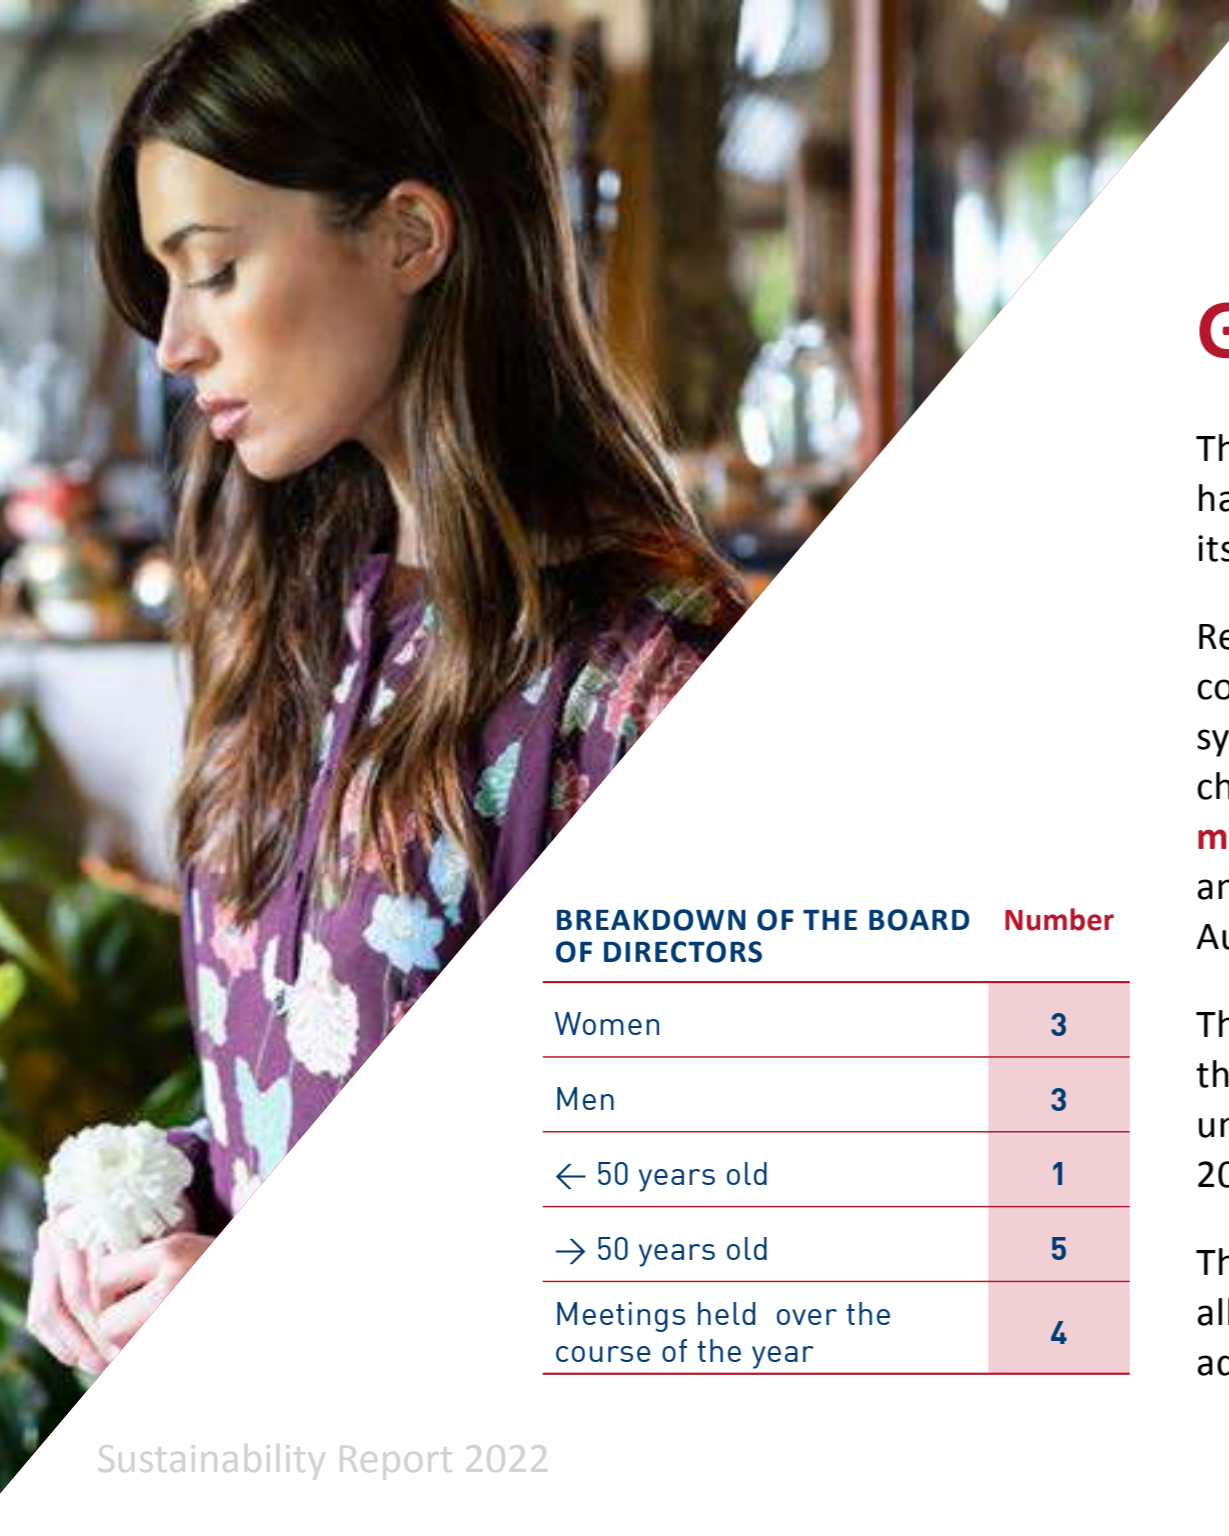 BREAKDOWN OF THE BOARD
OF DIRECTORS
Number
Women 3
Men 3
← 50 years old 1
→ 50 years old 5
Meetings held  over the
course of the year
4
Sustainability Report 2022